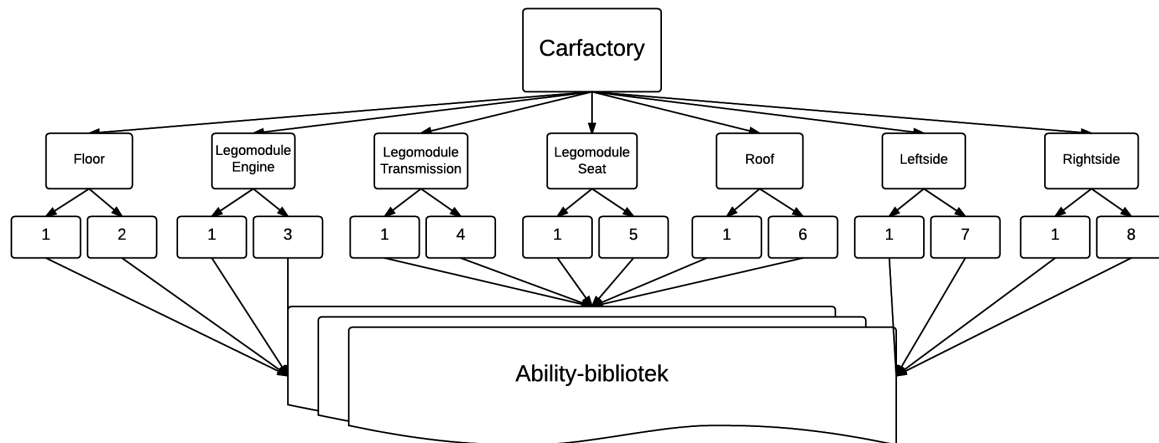 Carfactory
Floor
Legomodule
Engine
Legomodule
Transmission
Legomodule
Seat
Roof
Leftside
Rightside
1
2
1
3
1
4
1
5
1
6
1
7
1
8
Ability-bibliotek